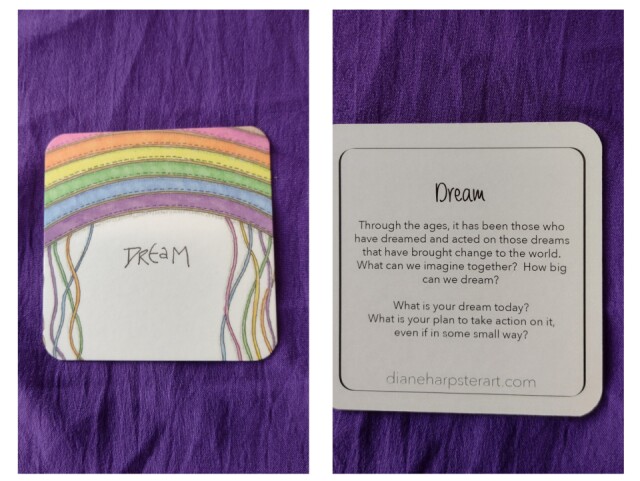 DREaM
Dream
Through the ages, it has been those who
have dreamed and acted on those dreams
that have brought change to the world.
What can we imagine together?  How big
can we dream?
What is your dream today?
What is your plan to take action on it,
even if in some small way?
dianeharpsterart.com